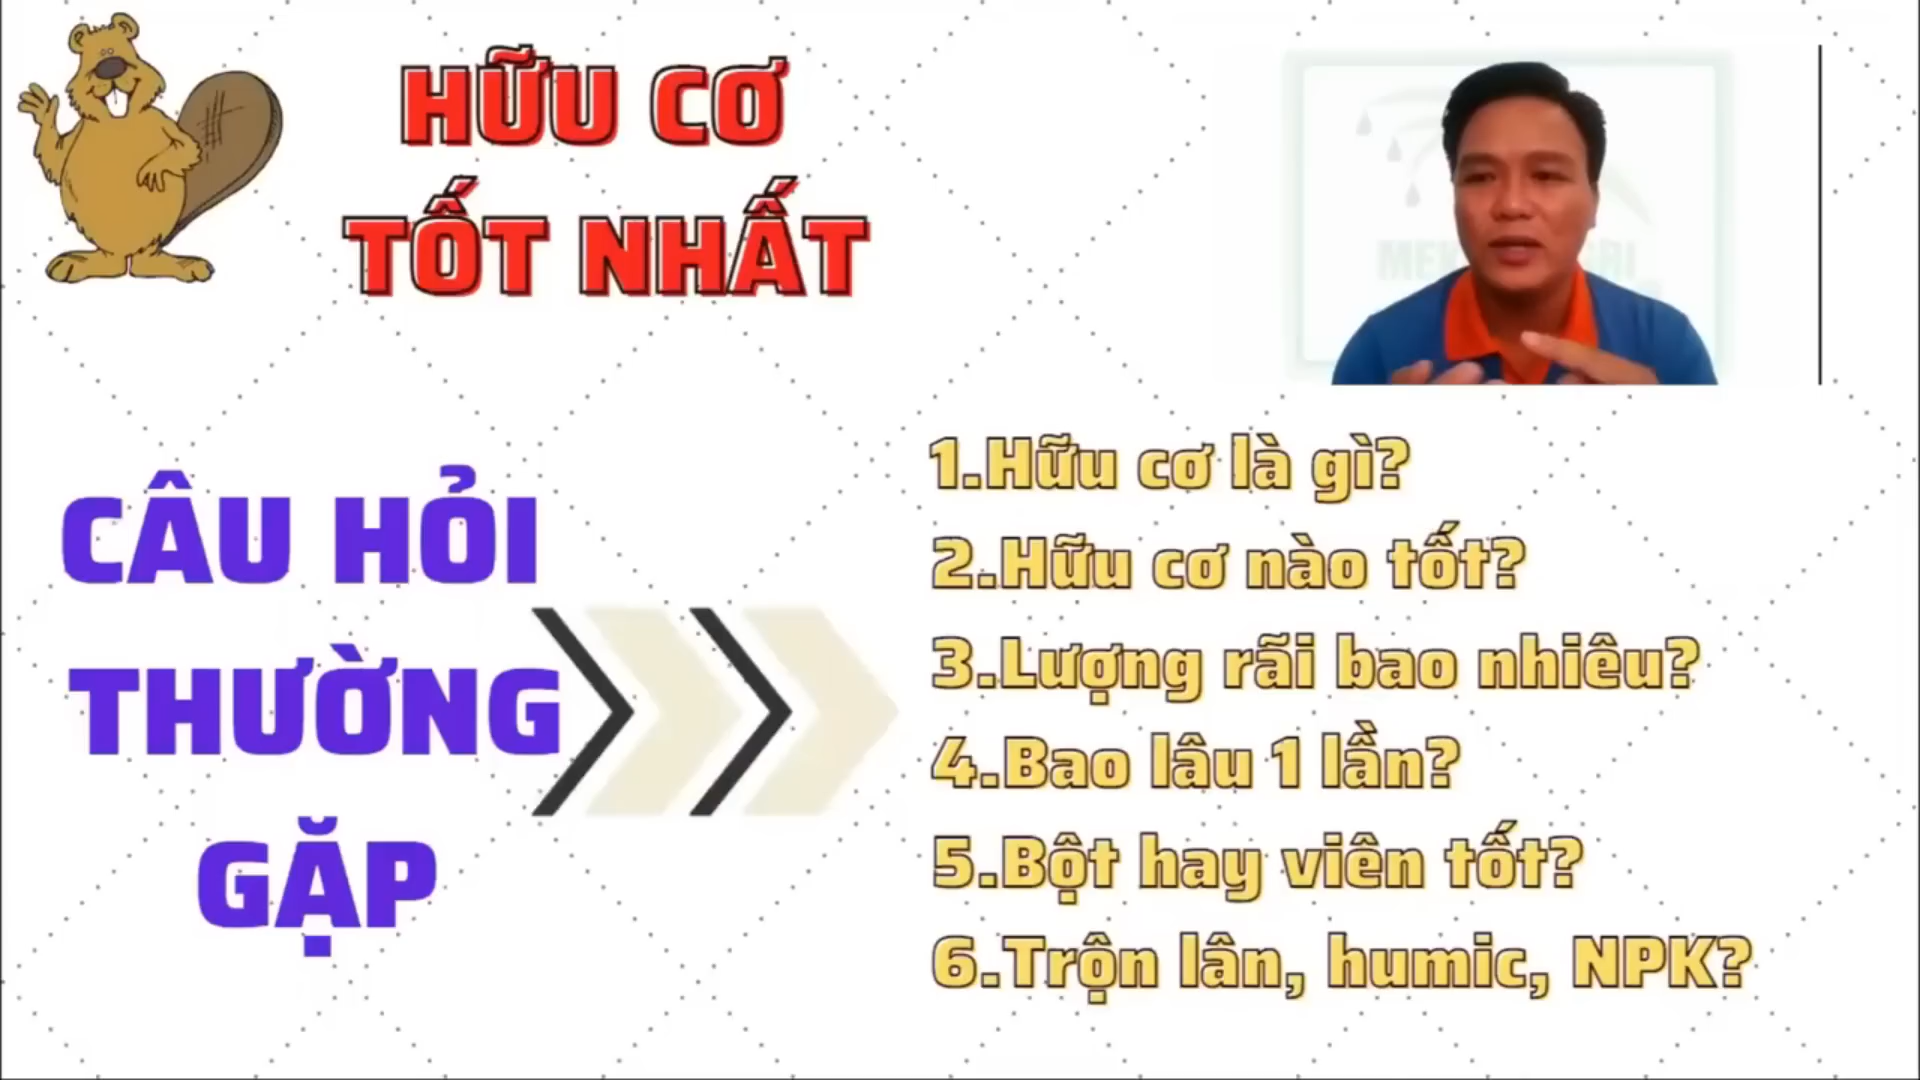 HỮU CƠ
TỐT NHẤT
CÂU HỎI
THƯỜNG
GẶP
1.Hữu cơ là gì?
2.Hữu cơ nào tốt?
3.Lượng rãi bao nhiêu?
4.Bao lâu 1 lần?
5.Bột hay viên tốt?
6.Trộn lân, humic, NPK?